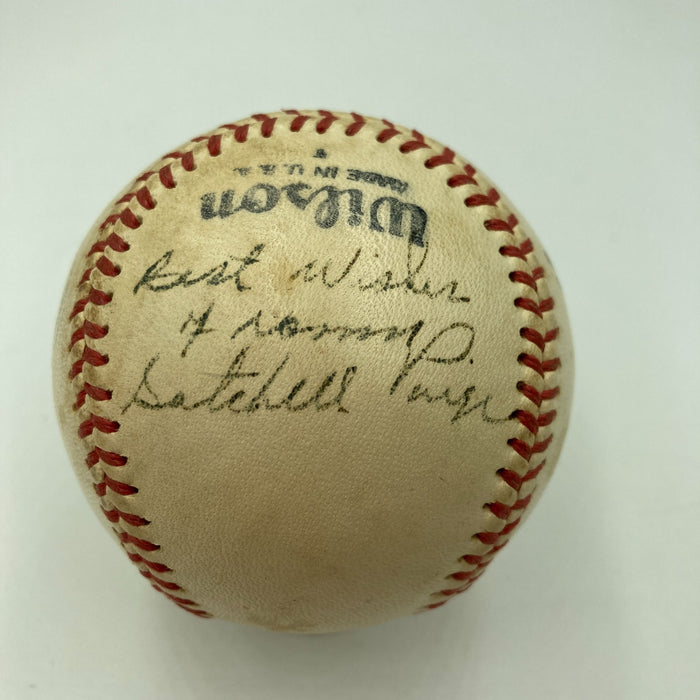 MADE IN U.S.A.
Wilson
Best Wishes
Satchell Paige